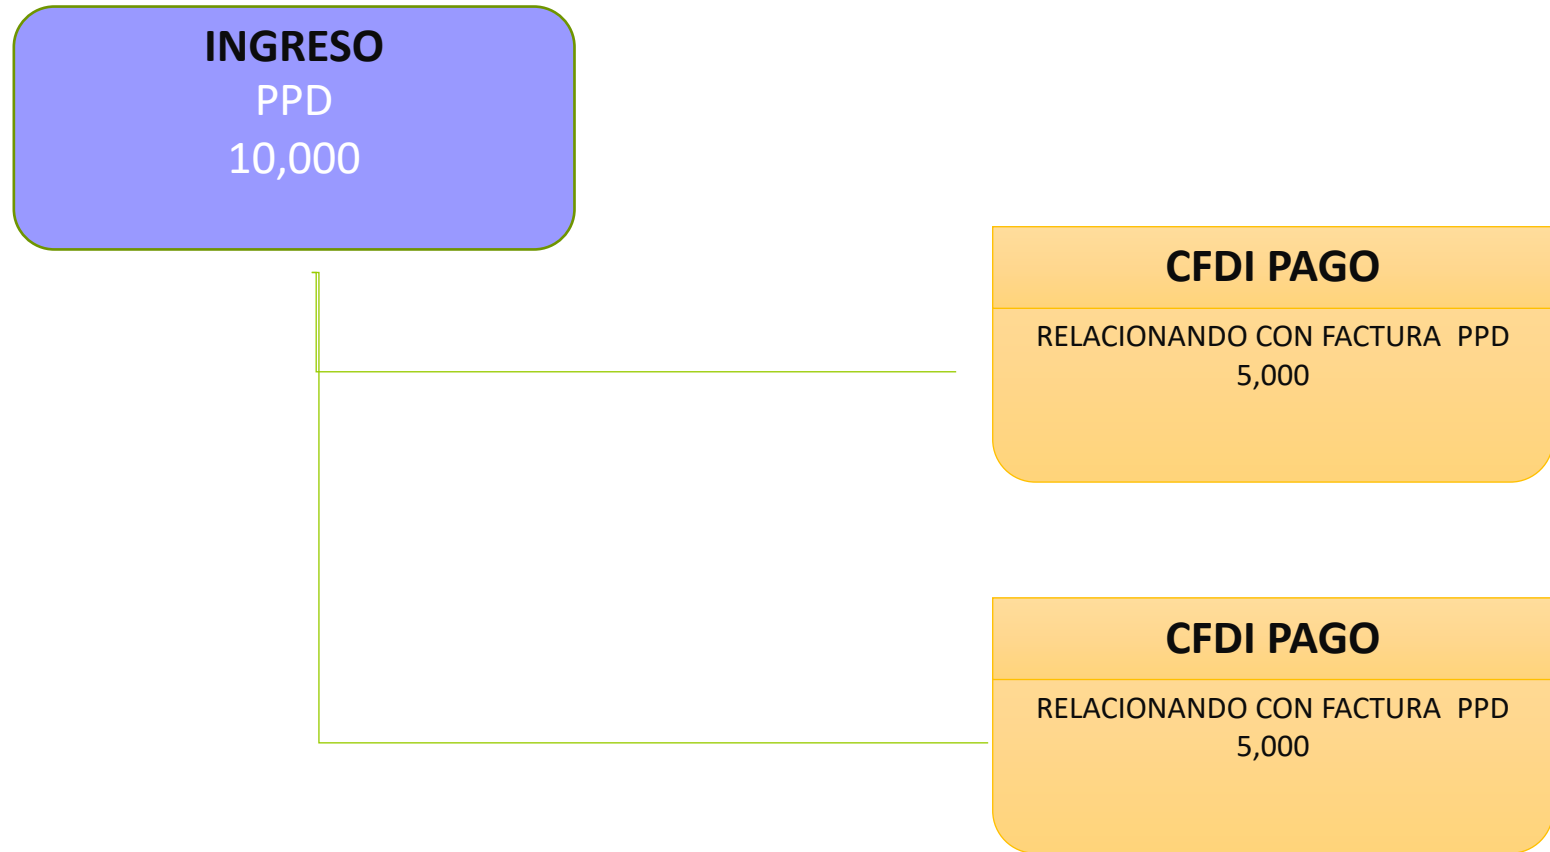 INGRESO
PPD
10,000
CFDI PAGO
RELACIONANDO CON FACTURA PPD
5,000
CFDI PAGO
RELACIONANDO CON FACTURA PPD
5,000